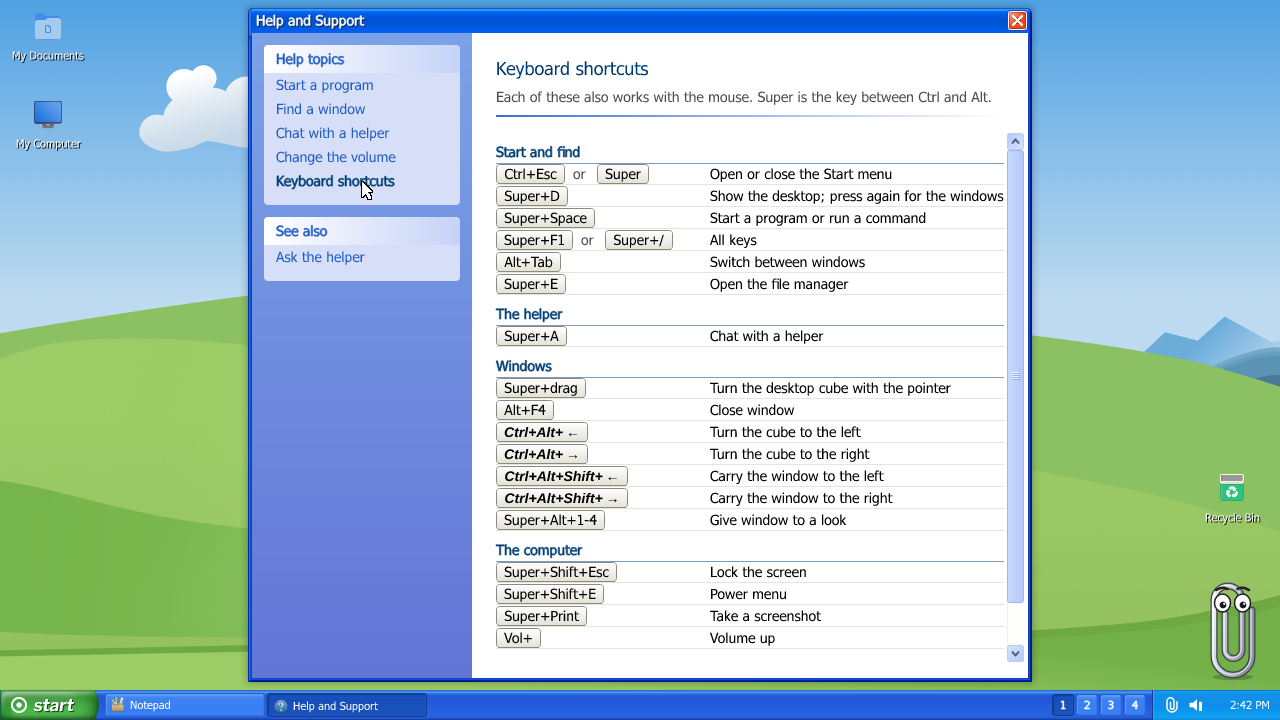 Help and Support
My Documents
My Computer
Help topics
Start a program
Find a window
Chat with a helper
Change the volume
Keyboard shortcuts
See also
Ask the helper
Keyboard shortcuts
Each of these also works with the mouse. Super is the key between Ctrl and Alt.
Start and find
Ctrl+Esc or Super Open or close the Start menu
Super+D Show the desktop; press again for the windows
Super+Space Start a program or run a command
Super+F1 or Super+/ All keys
Alt+Tab Switch between windows
Super+E Open the file manager
The helper
Super+A Chat with a helper
Windows
Super+drag Turn the desktop cube with the pointer
Alt+F4 Close window
Ctrl+Alt+ ← Turn the cube to the left
Ctrl+Alt+ → Turn the cube to the right
Ctrl+Alt+Shift+ ← Carry the window to the left
Ctrl+Alt+Shift+ → Carry the window to the right
Super+Alt+1-4 Give window to a look
The computer
Super+Shift+Esc Lock the screen
Super+Shift+E Power menu
Super+Print Take a screenshot
Vol+ Volume up
Recycle Bin
start
Notepad
Help and Support
1 2 3 4
2:42 PM